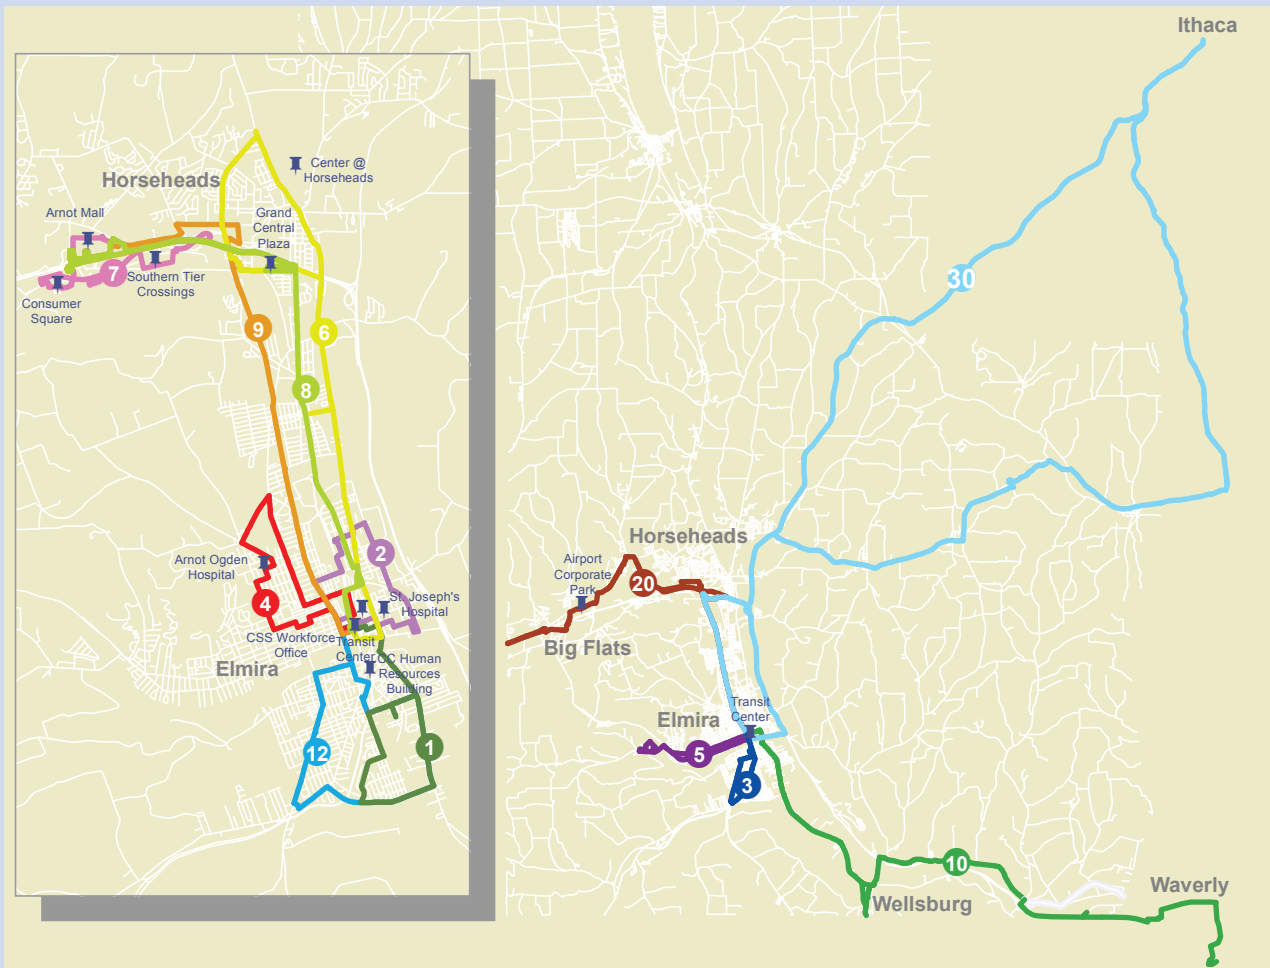 Ithaca
Center @
Horseheads
Horseheads
Arnot Mall
Grand
Central
Plaza
7
Southern Tier
Crossings
Consumer
Square
9
6
8
30
2
Arnot Ogden
Hospital
4
St. Joseph's
Hospital
CSS Workforce
Office
Transit
Center
CC Human
Resources
Building
Elmira
12
1
Horseheads
Airport
Corporate
Park
20
Big Flats
Transit
Center
Elmira
5
3
10
Waverly
Wellsburg